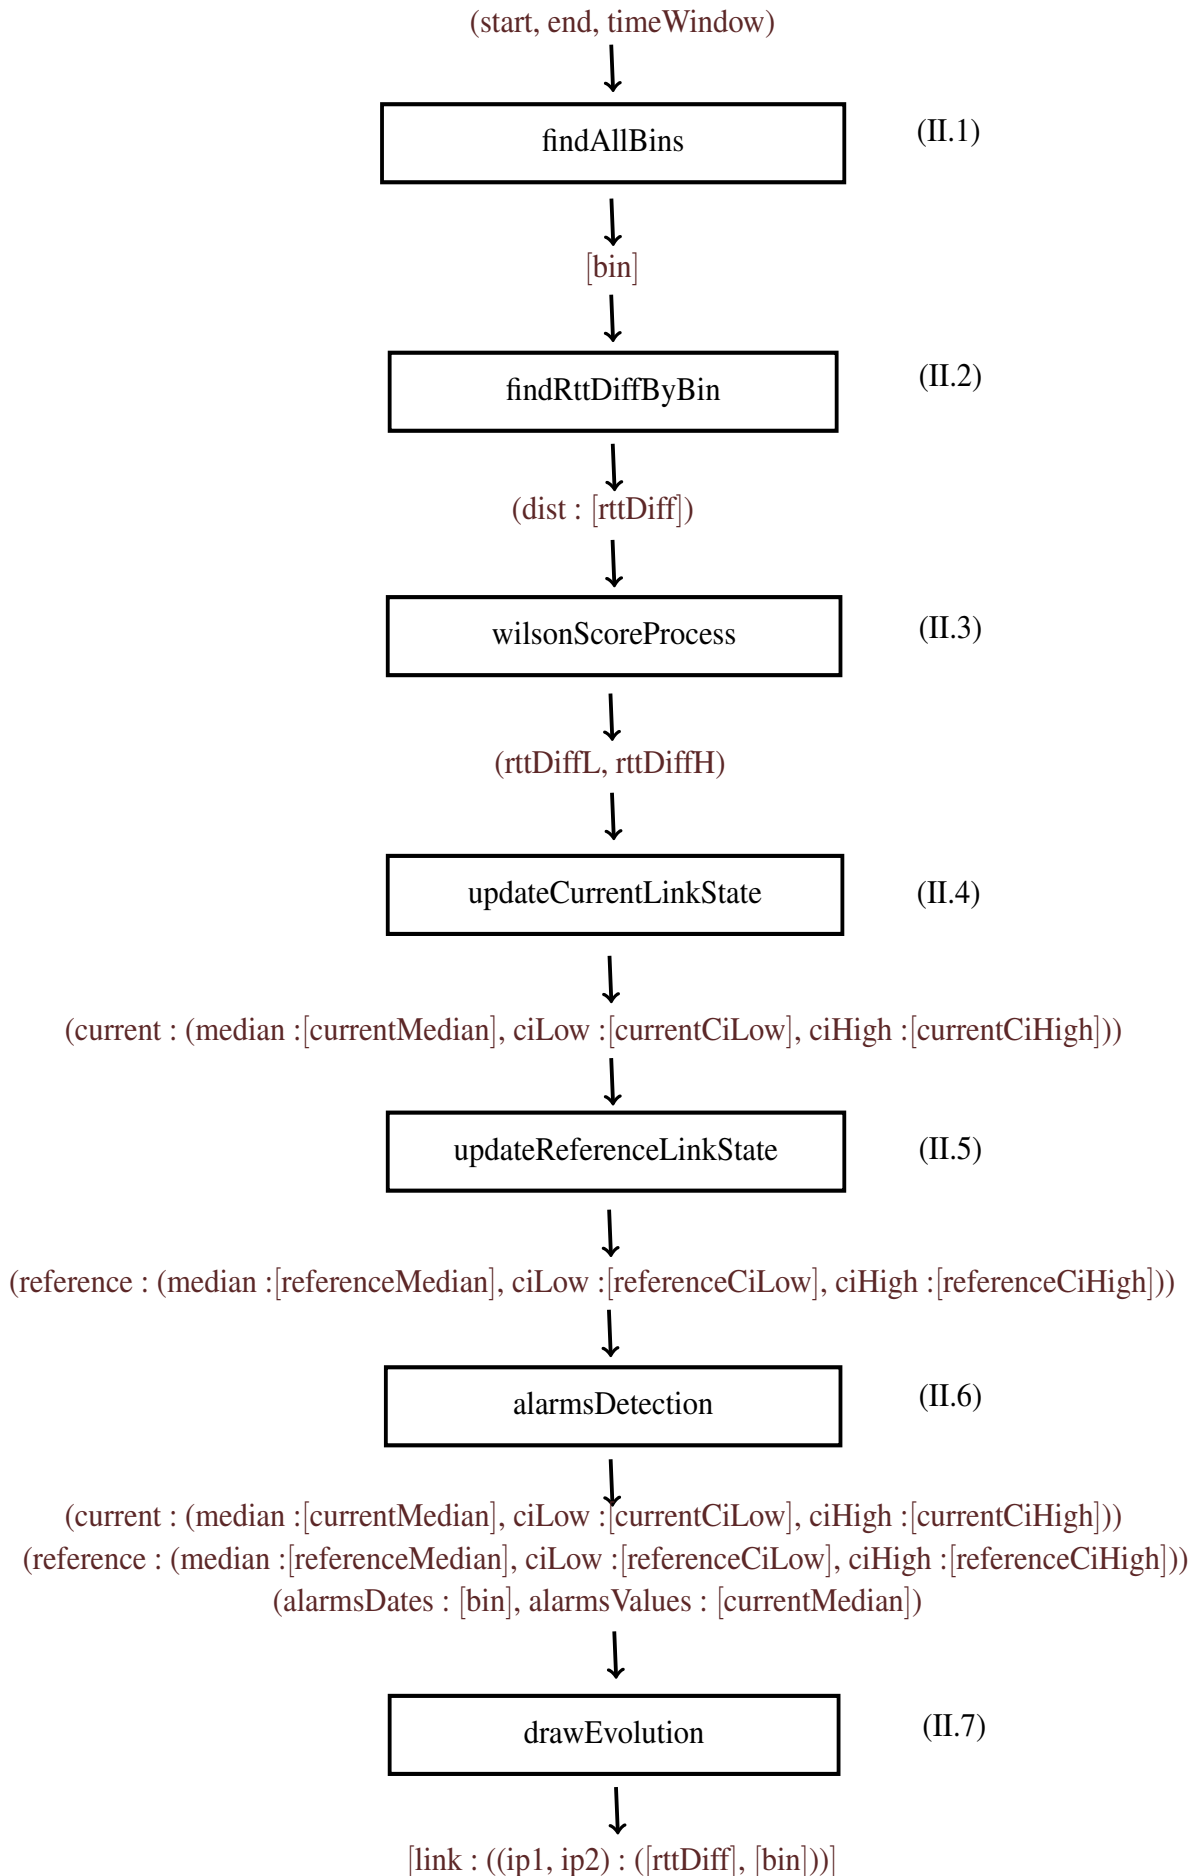 (start, end, timeWindow)
findAllBins (II.1)
[bin]
findRttDiffByBin (II.2)
(dist : [rttDiff])
wilsonScoreProcess (II.3)
(rttDiffL, rttDiffH)
updateCurrentLinkState (II.4)
(current : (median :[currentMedian], ciLow :[currentCiLow], ciHigh :[currentCiHigh]))
updateReferenceLinkState (II.5)
(reference : (median :[referenceMedian], ciLow :[referenceCiLow], ciHigh :[referenceCiHigh]))
alarmsDetection (II.6)
(current : (median :[currentMedian], ciLow :[currentCiLow], ciHigh :[currentCiHigh]))
(reference : (median :[referenceMedian], ciLow :[referenceCiLow], ciHigh :[referenceCiHigh]))
(alarmsDates : [bin], alarmsValues : [currentMedian])
drawEvolution (II.7)
[link : ((ip1, ip2) : ([rttDiff], [bin]))]